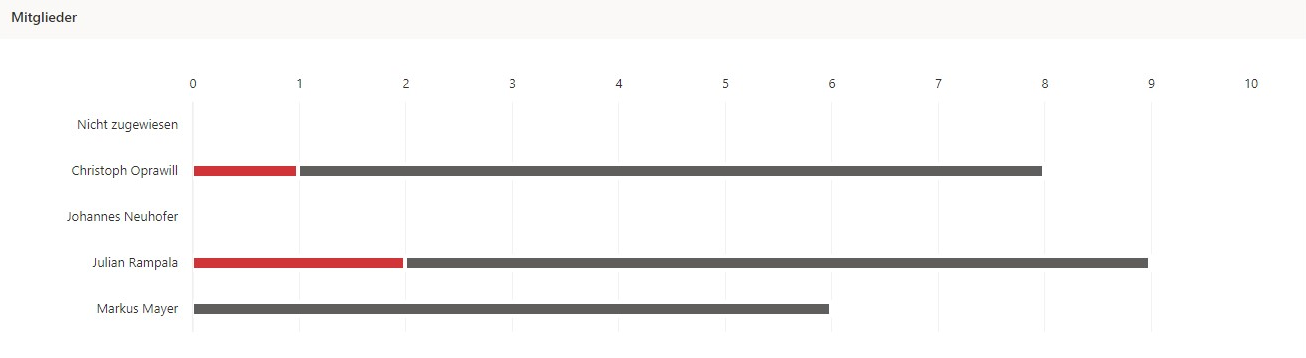 Mitglieder
0 1 2 3 4 5 6 7 8 9 10
Nicht zugewiesen
Christoph Oprawill
Johannes Neuhofer
Julian Rampala
Markus Mayer